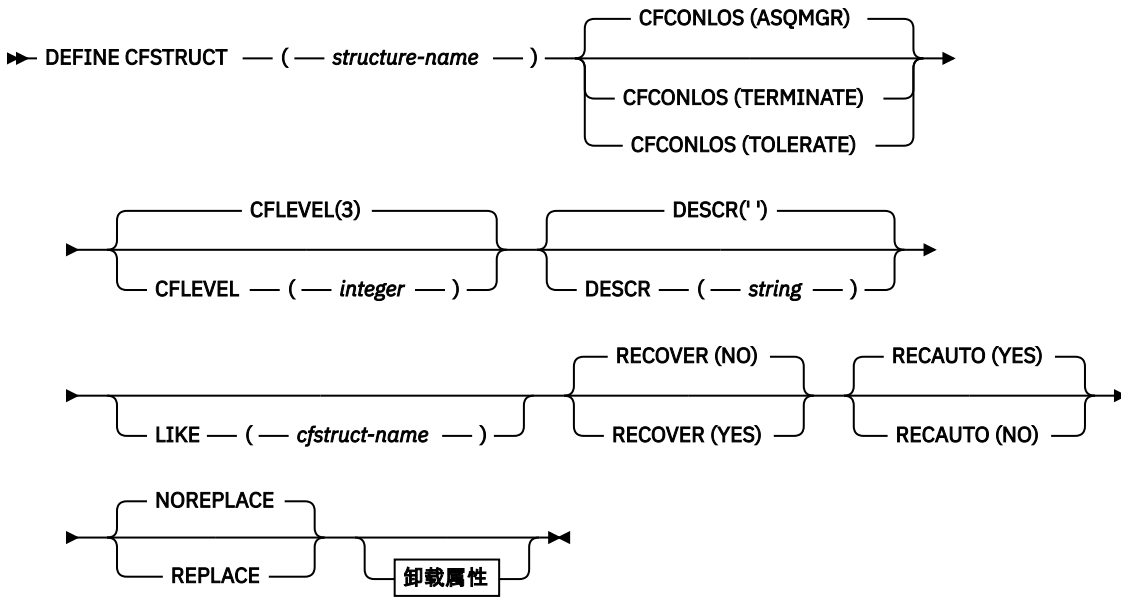 CFCONLOS (ASQMGR)
DEFINE CFSTRUCT ( structure-name )
CFCONLOS (TERMINATE)
CFCONLOS (TOLERATE)
CFLEVEL(3) DESCR(' ')
CFLEVEL ( integer ) DESCR ( string )
RECOVER (NO) RECAUTO (YES)
LIKE ( cfstruct-name ) RECOVER (YES) RECAUTO (NO)
NOREPLACE
REPLACE 卸载属性